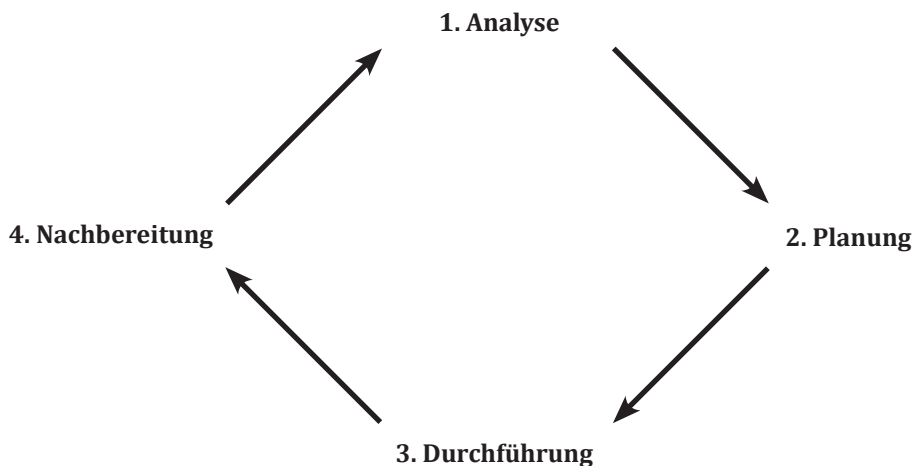 1. Analyse
2. Planung
3. Durchführung
4. Nachbereitung